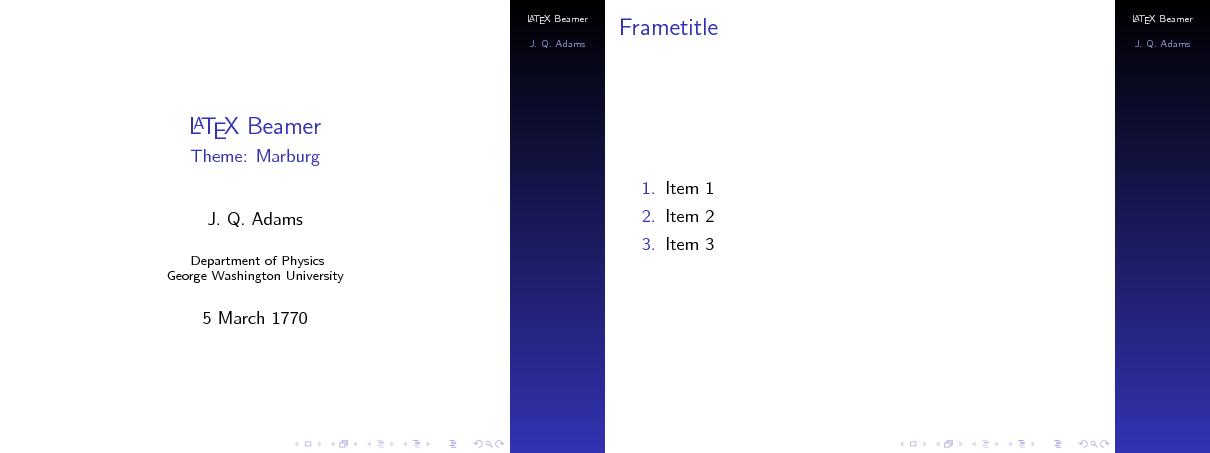 LATEX Beamer
Theme: Marburg
J. Q. Adams
Department of Physics
George Washington University
5 March 1770
LATEX Beamer
J. Q. Adams
Frametitle
1. Item 1
2. Item 2
3. Item 3
LATEX Beamer
J. Q. Adams